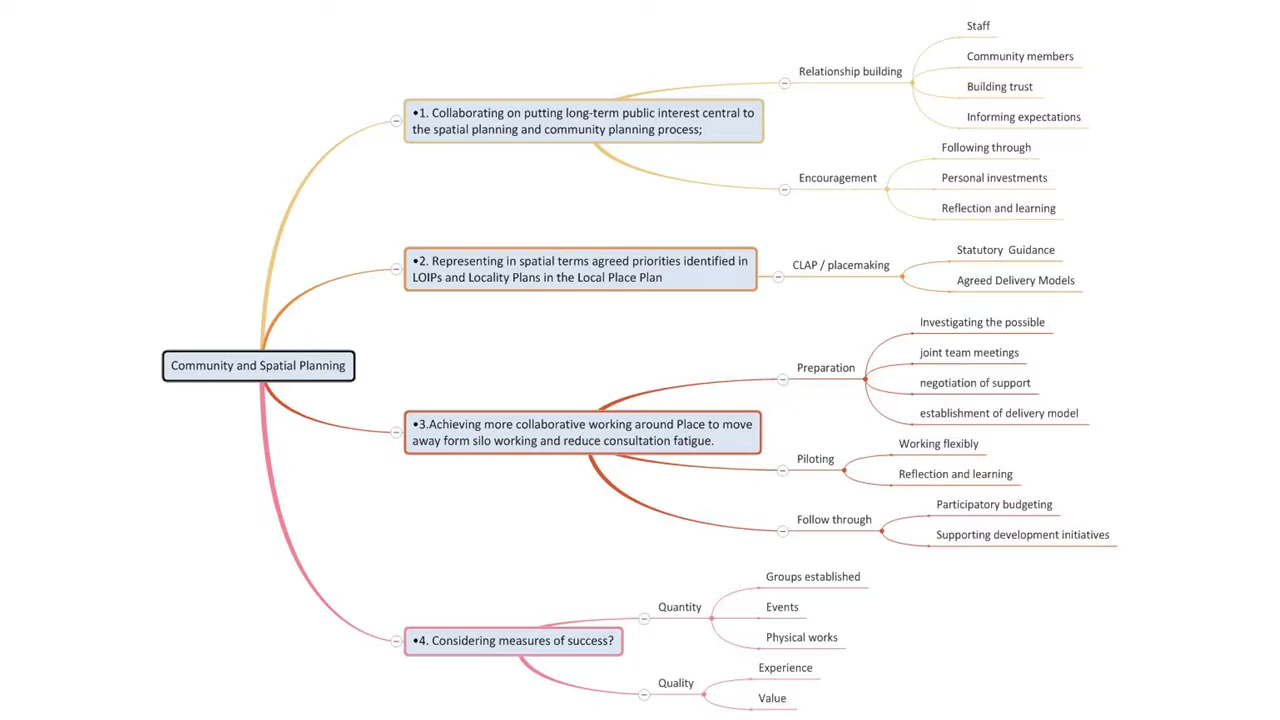 Community and Spatial Planning
•1. Collaborating on putting long-term public interest central to
the spatial planning and community planning process;
Relationship building
Staff
Community members
Building trust
Informing expectations
Encouragement
Following through
Personal investments
Reflection and learning
•2. Representing in spatial terms agreed priorities identified in
LOIPs and Locality Plans in the Local Place Plan
CLAP / placemaking
Statutory Guidance
Agreed Delivery Models
•3.Achieving more collaborative working around Place to move
away form silo working and reduce consultation fatigue.
Preparation
Investigating the possible
joint team meetings
negotiation of support
establishment of delivery model
Piloting
Working flexibly
Reflection and learning
Follow through
Participatory budgeting
Supporting development initiatives
•4. Considering measures of success?
Quantity
Groups established
Events
Physical works
Quality
Experience
Value